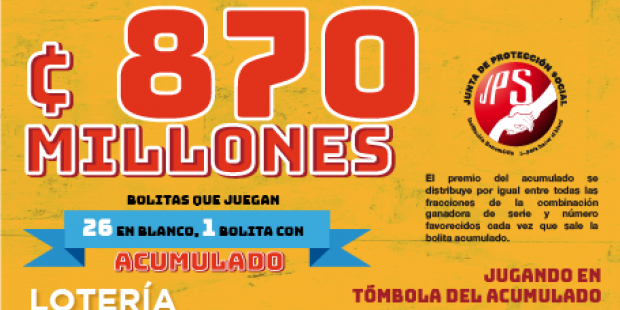 ₡ 870
MILLONES
BOLITAS QUE JUEGAN
26 EN BLANCO, 1 BOLITA CON
ACUMULADO
LOTERÍA
JUNTA DE PROTECCIÓN SOCIAL
JPS
El premio del acumulado se
distribuye por igual entre todas las
fracciones de la combinación
ganadora de serie y número
favorecidos cada vez que sale la
bolita acumulado.
JUGANDO EN
TÓMBOLA DEL ACUMULADO